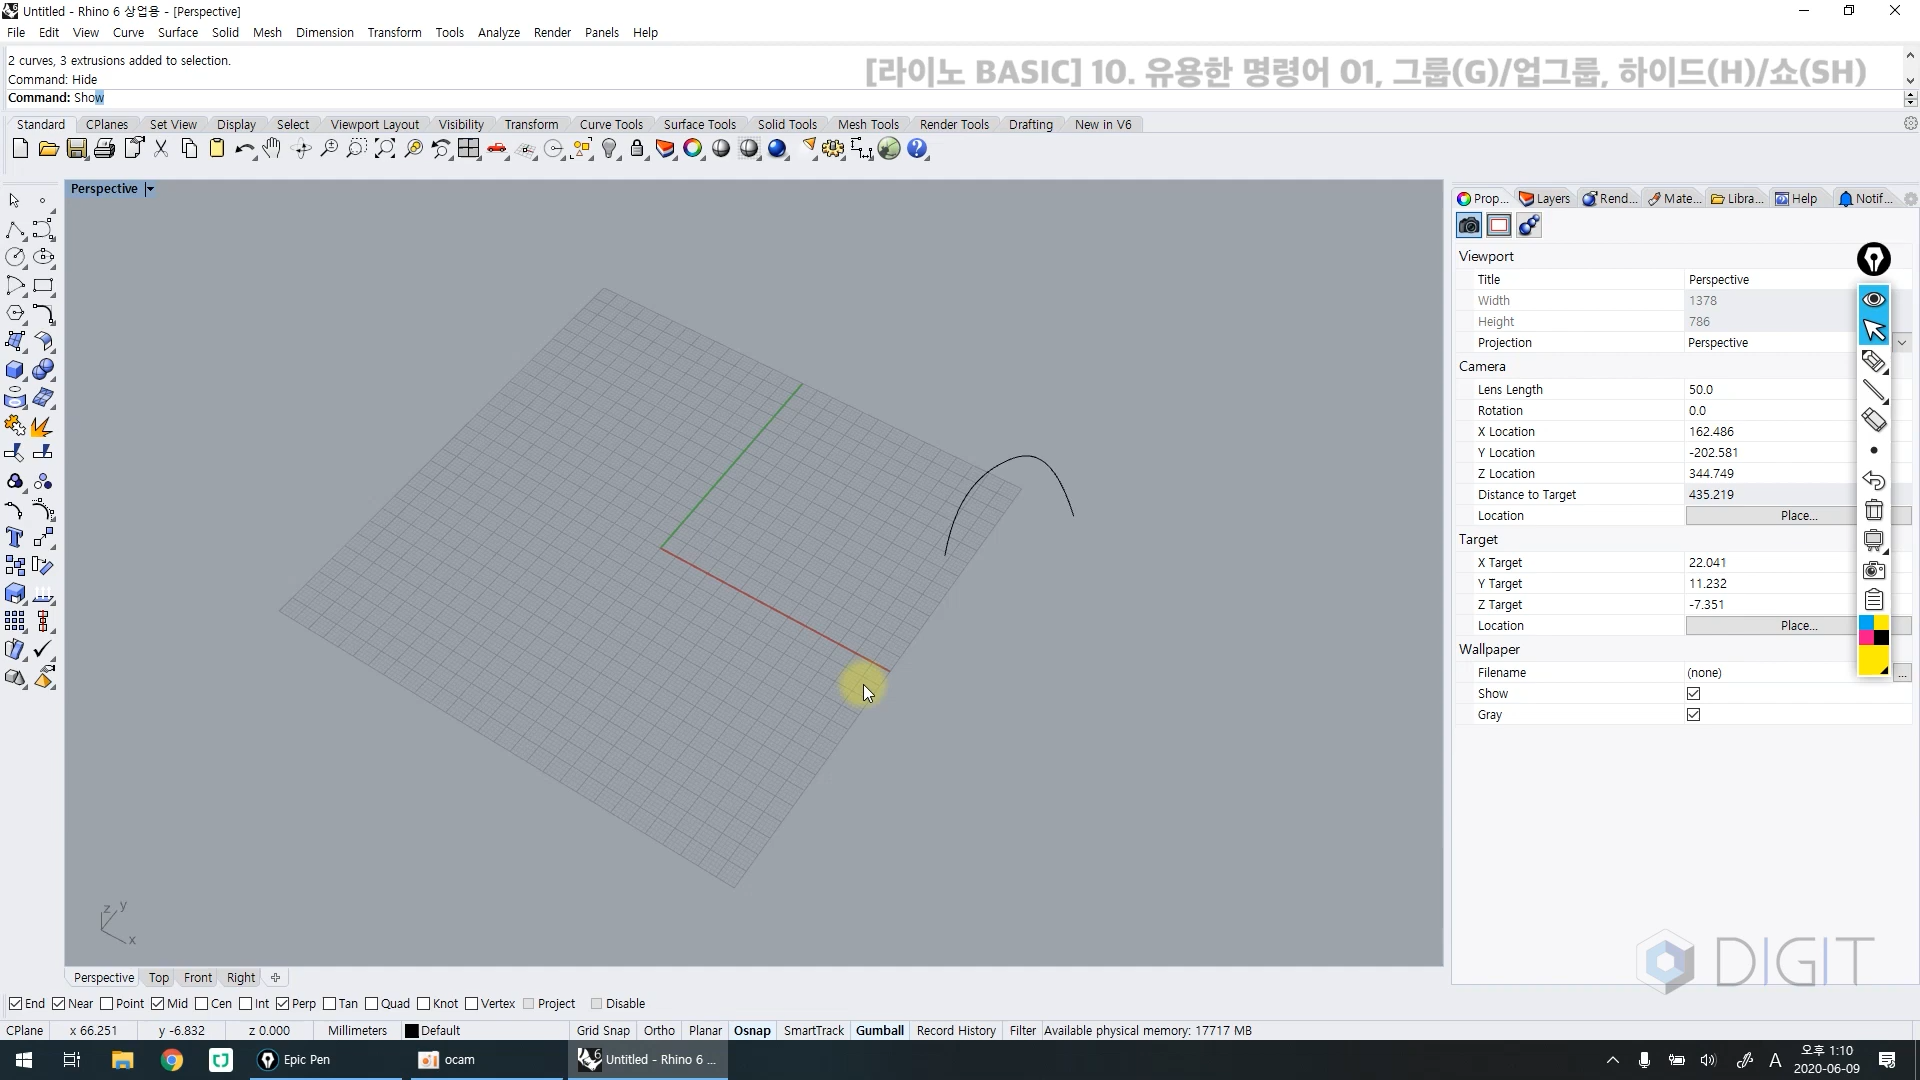 Untitled - Rhino 6 상업용 - [Perspective]
File Edit View Curve Surface Solid Mesh Dimension Transform Tools Analyze Render Panels Help
2 curves, 3 extrusions added to selection.
Command: Hide
Command: Show
[라이노 BASIC] 10. 유용한 명령어 01, 그룹(G)/업그룹, 하이드(H)/쇼(SH)
Standard CPlanes Set View Display Select Viewport Layout Visibility Transform Curve Tools Surface Tools Solid Tools Mesh Tools Render Tools Drafting New in V6
Perspective
Prop... Layers Rend... Mate... Libra... Help Notif...
Viewport
Title Perspective
Width 1378
Height 786
Projection Perspective
Camera
Lens Length 50.0
Rotation 0.0
X Location 162.486
Y Location -202.581
Z Location 344.749
Distance to Target 435.219
Location Place...
Target
X Target 22.041
Y Target 11.232
Z Target -7.351
Location Place...
Wallpaper
Filename (none) ...
Show
Gray
z y
x
DIGIT
Perspective Top Front Right
End Near Point Mid Cen Int Perp Tan Quad Knot Vertex Project Disable
CPlane x 66.251 y -6.832 z 0.000 Millimeters Default Grid Snap Ortho Planar Osnap SmartTrack Gumball Record History Filter Available physical memory: 17717 MB
Epic Pen ocam Untitled - Rhino 6 ... A 오후 1:10
2020-06-09